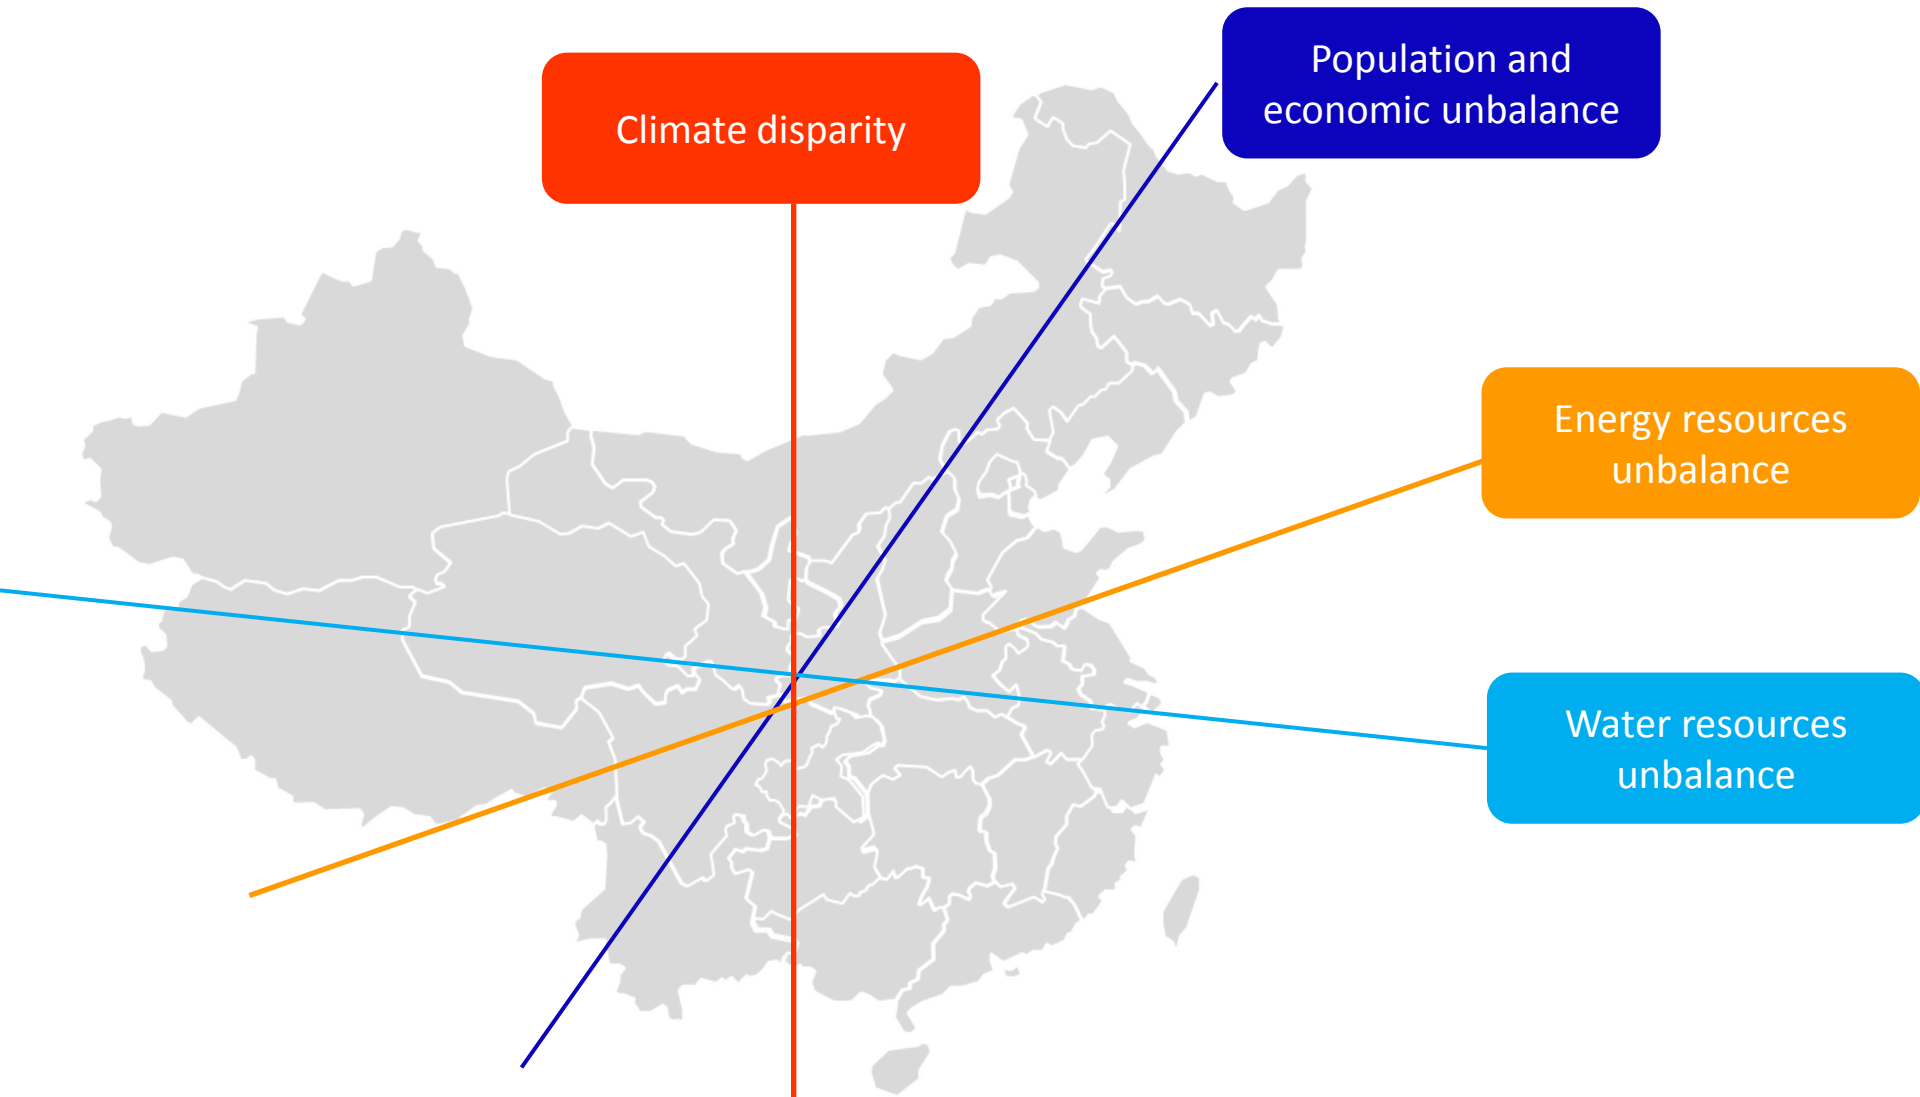 Population and
economic unbalance
Climate disparity
Energy resources
unbalance
Water resources
unbalance